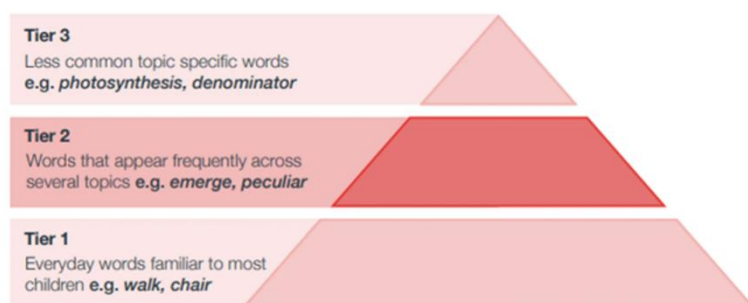 Tier 3
Less common topic specific words
e.g. photosynthesis, denominator
Tier 2
Words that appear frequently across
several topics e.g. emerge, peculiar
Tier 1
Everyday words familiar to most
children e.g. walk, chair